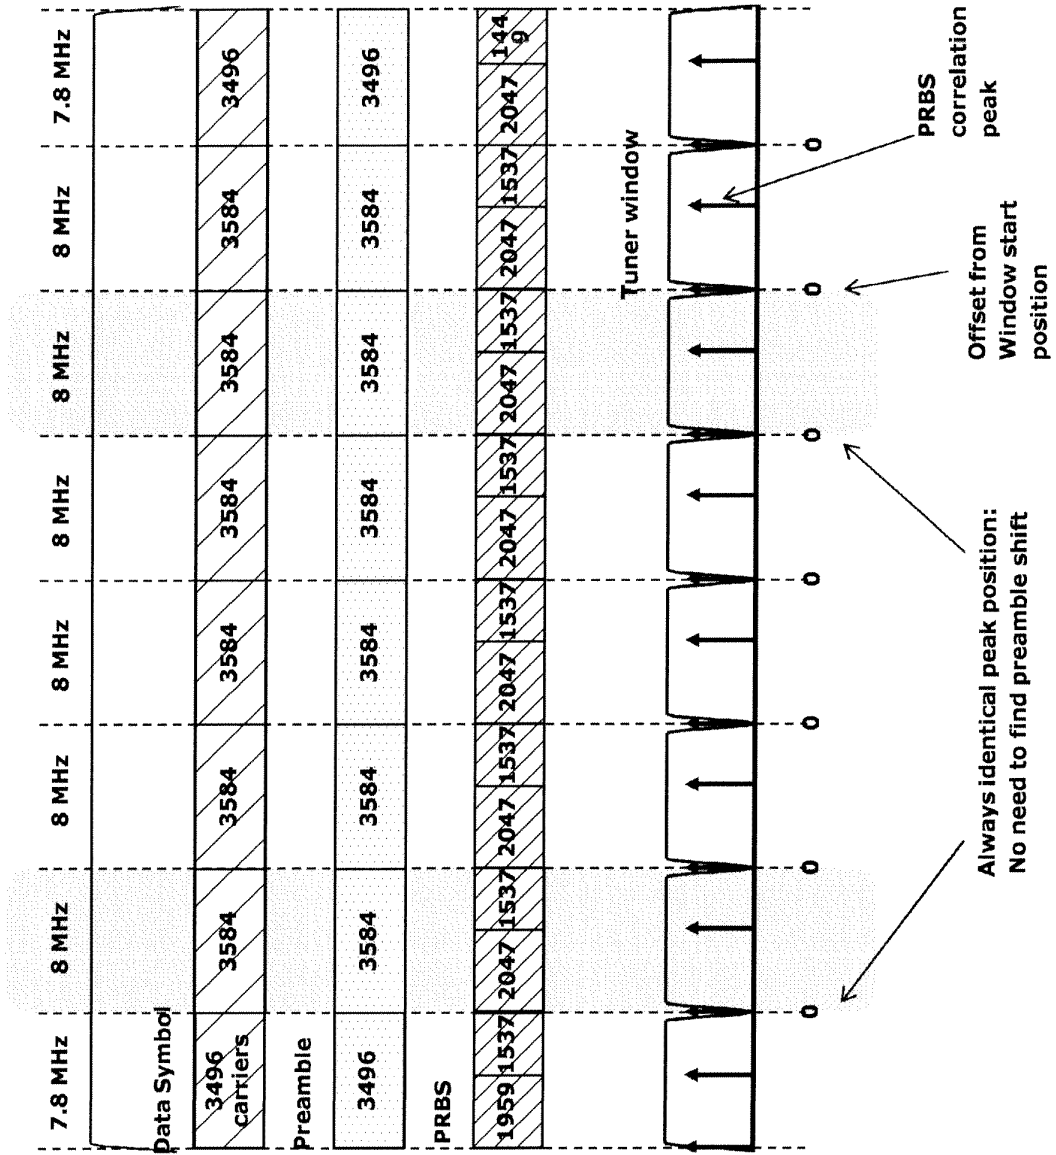 7.8 MHz 8 MHz 8 MHz 8 MHz 8 MHz 8 MHz 8 MHz 7.8 MHz
Data Symbol
3496 3584 3584 3584 3584 3584 3584 3496
carriers
Preamble
3496 3584 3584 3584 3584 3584 3584 3496
PRBS
1959 1537 2047 1537 2047 1537 2047 1537 2047 1537 2047 1537 2047 1537 2047 144
9
Tuner window
0 0 0 0 0 0 0
Always identical peak position:
No need to find preamble shift
Offset from
Window start
position
PRBS
correlation
peak